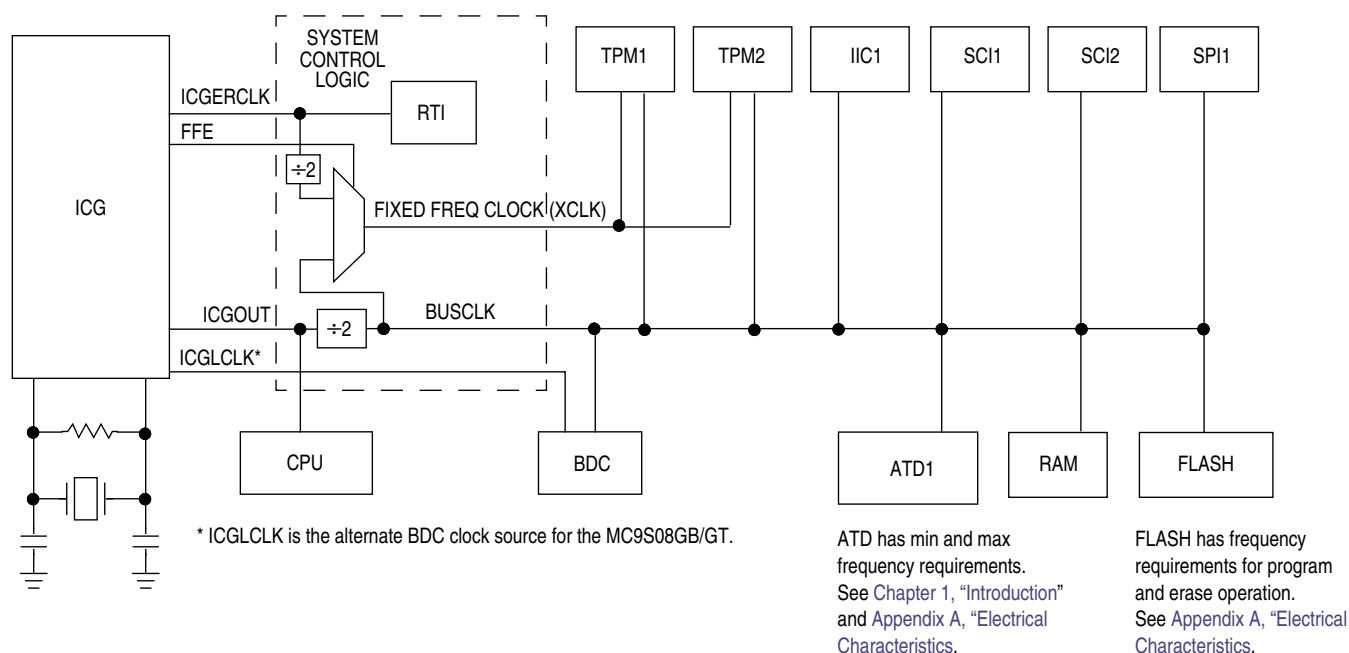 SYSTEM
CONTROL
LOGIC
TPM1
TPM2
IIC1
SCI1
SCI2
SPI1
ICGERCLK
RTI
FFE
÷2
ICG
FIXED FREQ CLOCK (XCLK)
ICGOUT
÷2
BUSCLK
ICGLCLK*
CPU
BDC
ATD1
RAM
FLASH
* ICGLCLK is the alternate BDC clock source for the MC9S08GB/GT.
ATD has min and max
frequency requirements.
See Chapter 1, “Introduction”
and Appendix A, “Electrical
Characteristics.
FLASH has frequency
requirements for program
and erase operation.
See Appendix A, “Electrical
Characteristics.